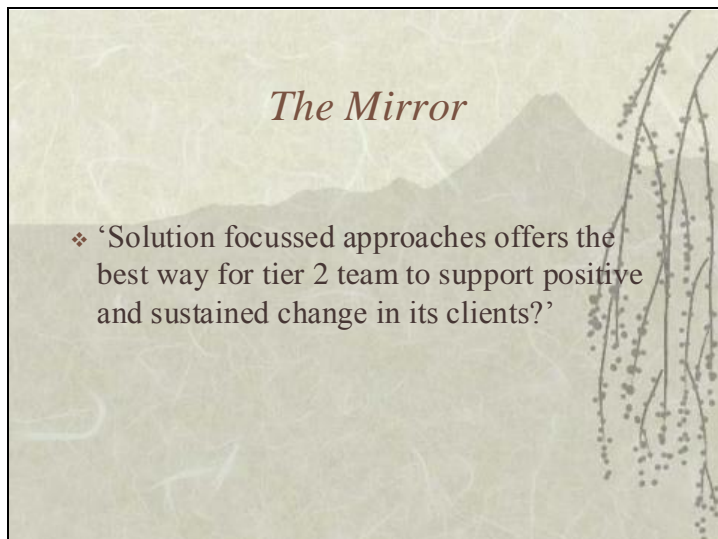 The Mirror
❖ ‘Solution focussed approaches offers the
best way for tier 2 team to support positive
and sustained change in its clients?’